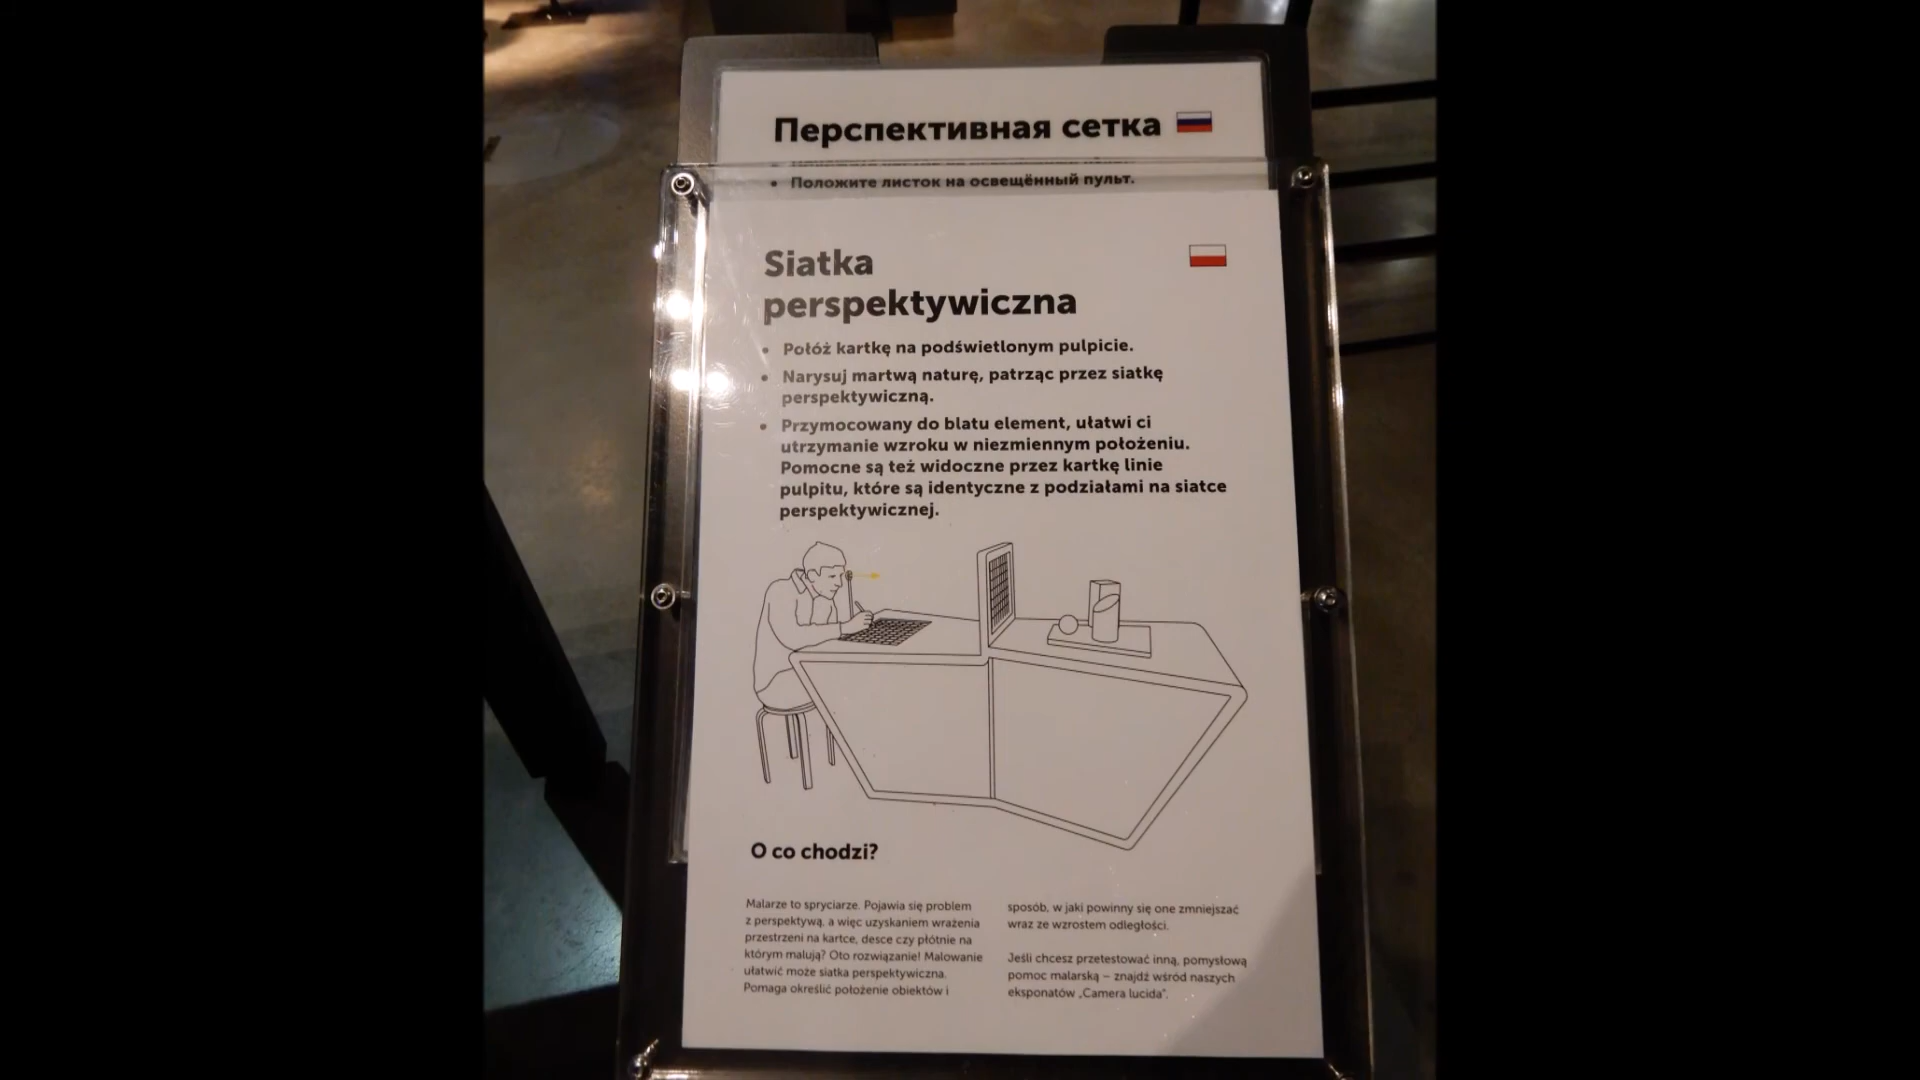 Перспективная сетка
• Положите листок на освещённый пульт.
Siatka
perspektywiczna
• Połóż kartkę na podświetlonym pulpicie.
• Narysuj martwą naturę, patrząc przez siatkę
perspektywiczną.
• Przymocowany do blatu element, ułatwi ci
utrzymanie wzroku w niezmiennym położeniu.
Pomocne są też widoczne przez kartkę linie
pulpitu, które są identyczne z podziałami na siatce
perspektywicznej.
O co chodzi?
Malarze to spryciarze. Pojawia się problem
z perspektywą, a więc uzyskaniem wrażenia
przestrzeni na kartce, desce czy płótnie na
którym malują? Oto rozwiązanie! Malowanie
ułatwić może siatka perspektywiczna.
Pomaga określić położenie obiektów i
sposób, w jaki powinny się one zmniejszać
wraz ze wzrostem odległości.
Jeśli chcesz przetestować inną, pomysłową
pomoc malarską – znajdź wśród naszych
eksponatów „Camera lucida”.